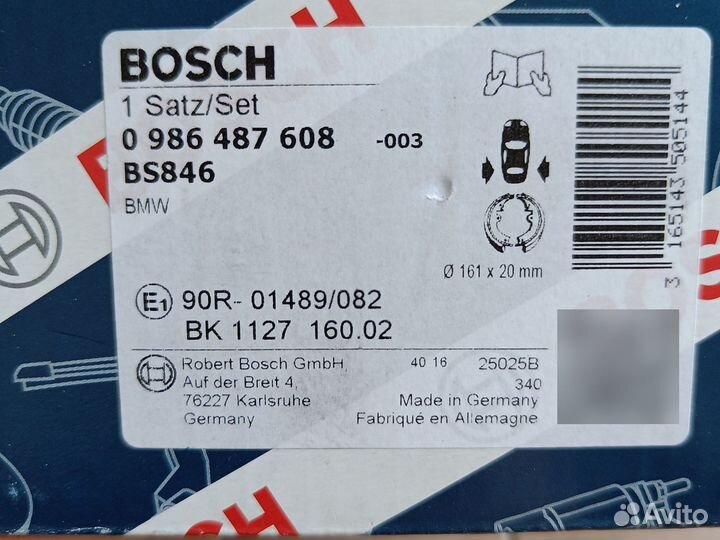 BOSCH
1 Satz/Set
0 986 487 608 -003
BS846
BMW
Ø 161 x 20 mm
3 165143 505144
E1 90R- 01489/082
BK 1127 160.02
Robert Bosch GmbH,
Auf der Breit 4,
76227 Karlsruhe
Germany
40 16 25025B
340
Made in Germany
Fabriqué en Allemagne
Avito